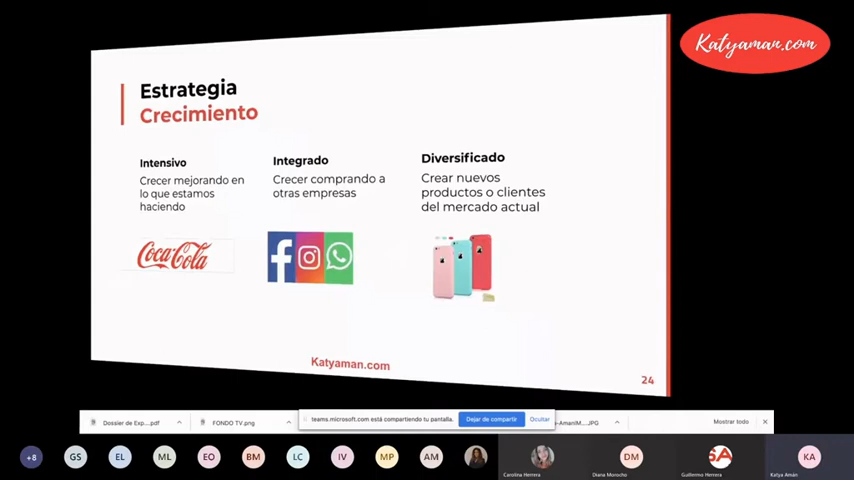 Katyaman.com
Estrategia
Crecimiento
Intensivo
Crecer mejorando en
lo que estamos
haciendo
Coca-Cola
Integrado
Crecer comprando a
otras empresas
Diversificado
Crear nuevos
productos o clientes
del mercado actual
Katyaman.com
24
Dossier de Exp....pdf
FONDO TV.png
teams.microsoft.com está compartiendo tu pantalla.
Dejar de compartir
Ocultar
-AmanIM....JPG
Mostrar todo
+8
GS
EL
ML
EO
BM
LC
IV
MP
AM
Carolina Herrera
DM
Diana Morocho
SA
Guillermo Herrera
KA
Katya Amán